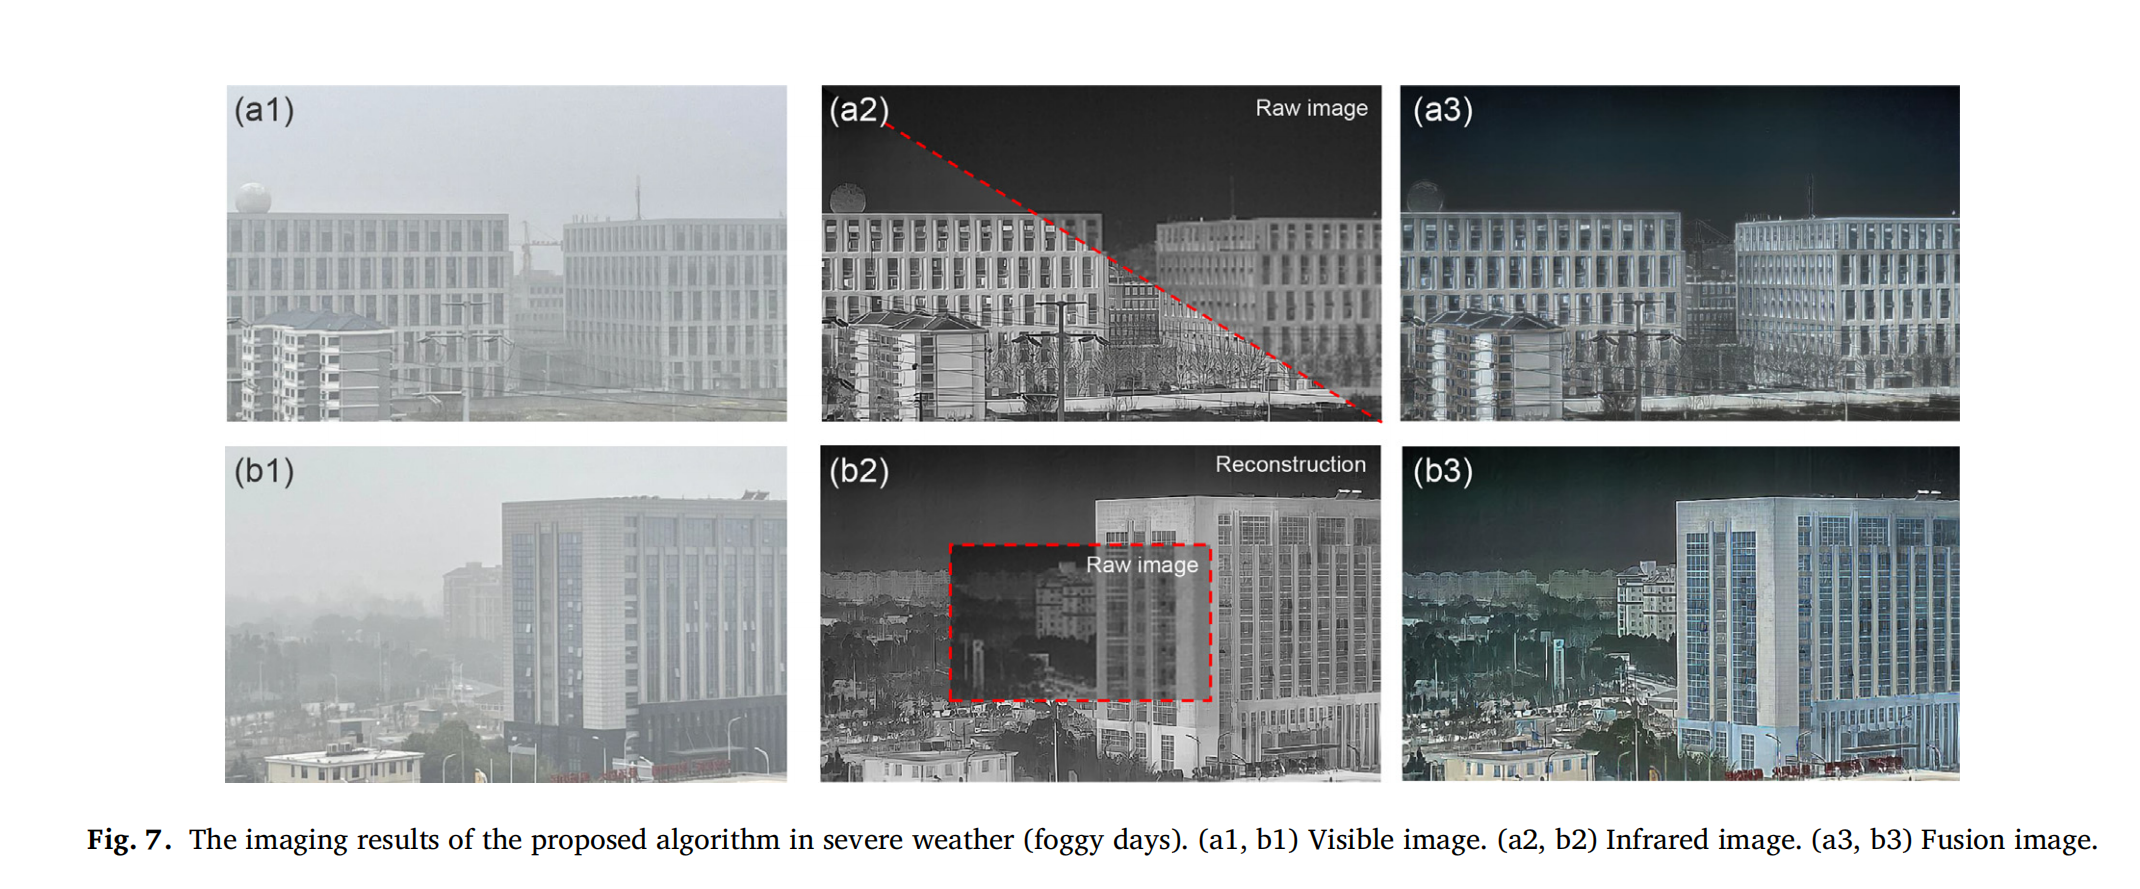 (a1)
(a2)
Raw image
(a3)
(b1)
(b2)
Reconstruction
Raw image
(b3)
Fig. 7. The imaging results of the proposed algorithm in severe weather (foggy days). (a1, b1) Visible image. (a2, b2) Infrared image. (a3, b3) Fusion image.